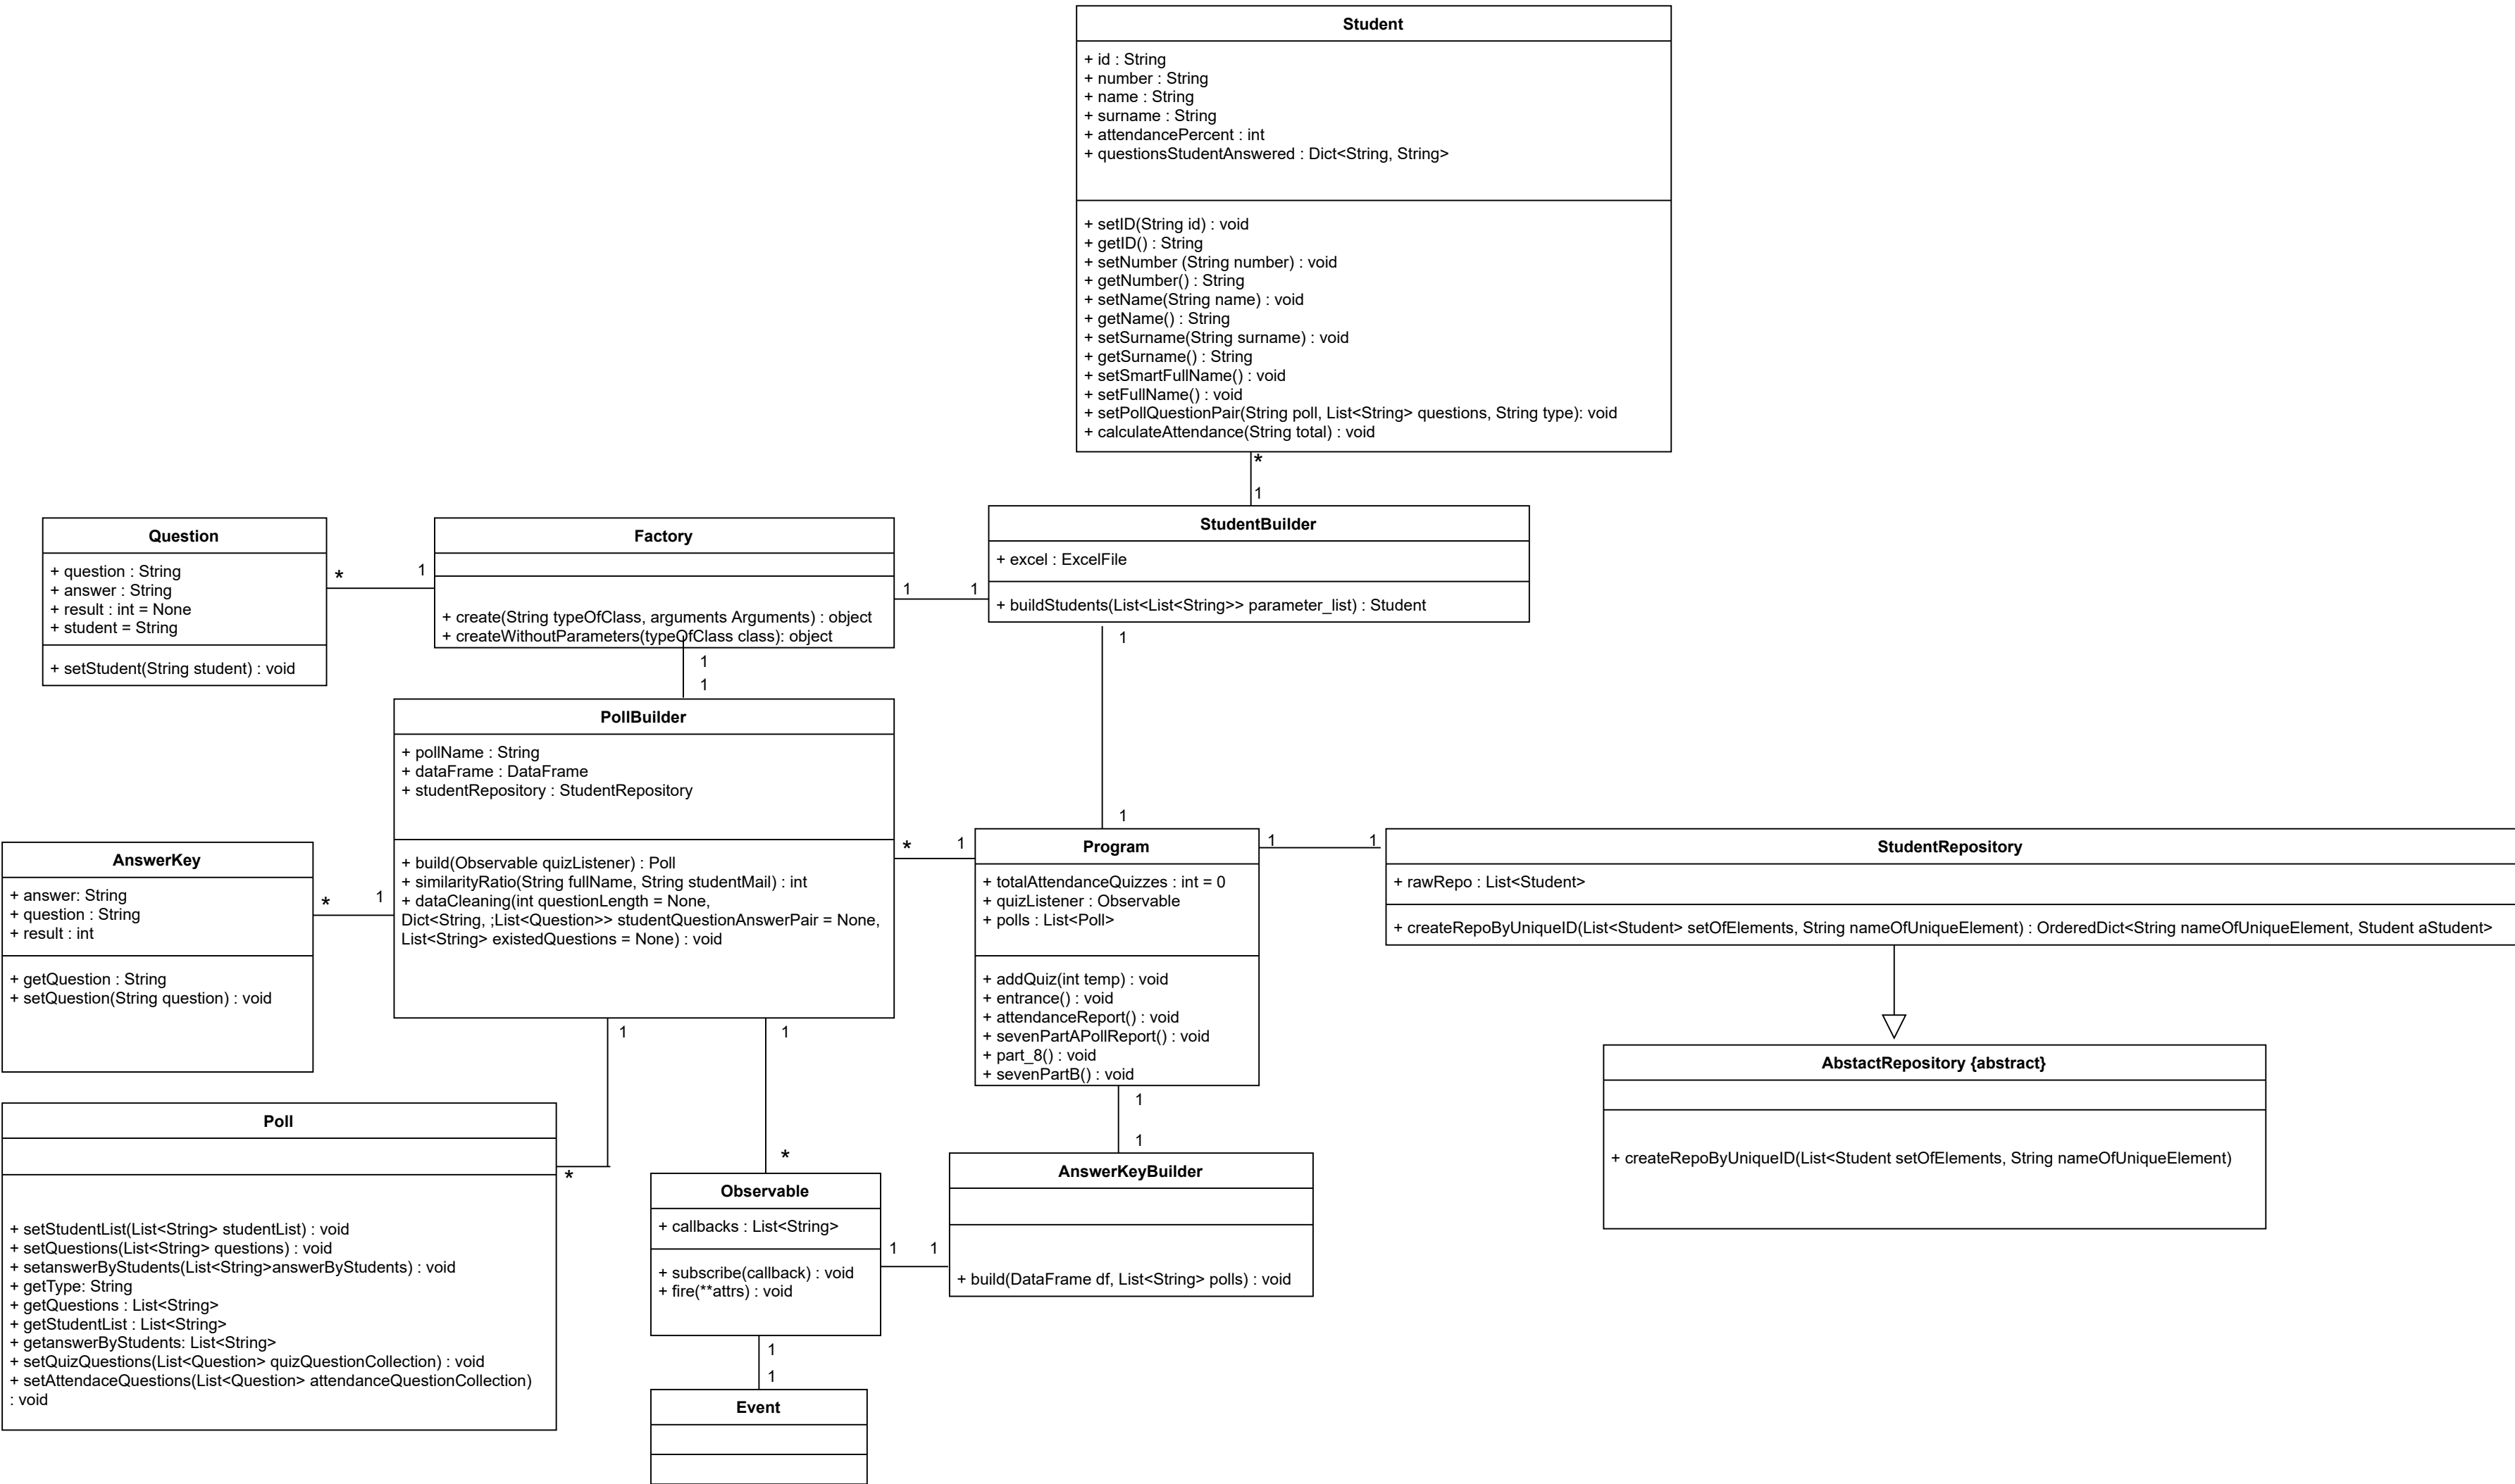 Student
+ id : String
+ number : String
+ name : String
+ surname : String
+ attendancePercent : int
+ questionsStudentAnswered : Dict<String, String>
+ setID(String id) : void
+ getID() : String
+ setNumber (String number) : void
+ getNumber() : String
+ setName(String name) : void
+ getName() : String
+ setSurname(String surname) : void
+ getSurname() : String
+ setSmartFullName() : void
+ setFullName() : void
+ setPollQuestionPair(String poll, List<String> questions, String type): void
+ calculateAttendance(String total) : void
*
1
Question
+ question : String
+ answer : String
+ result : int = None
+ student = String
+ setStudent(String student) : void
*
1
Factory
+ create(String typeOfClass, arguments Arguments) : object
+ createWithoutParameters(typeOfClass class): object
1
1
StudentBuilder
+ excel : ExcelFile
+ buildStudents(List<List<String>> parameter_list) : Student
1
1
1
1
PollBuilder
+ pollName : String
+ dataFrame : DataFrame
+ studentRepository : StudentRepository
+ build(Observable quizListener) : Poll
+ similarityRatio(String fullName, String studentMail) : int
+ dataCleaning(int questionLength = None,
Dict<String, ;List<Question>> studentQuestionAnswerPair = None,
List<String> existedQuestions = None) : void
*
1
AnswerKey
+ answer: String
+ question : String
+ result : int
+ getQuestion : String
+ setQuestion(String question) : void
*
1
Program
+ totalAttendanceQuizzes : int = 0
+ quizListener : Observable
+ polls : List<Poll>
+ addQuiz(int temp) : void
+ entrance() : void
+ attendanceReport() : void
+ sevenPartAPollReport() : void
+ part_8() : void
+ sevenPartB() : void
1
1
StudentRepository
+ rawRepo : List<Student>
+ createRepoByUniqueID(List<Student> setOfElements, String nameOfUniqueElement) : OrderedDict<String nameOfUniqueElement, Student aStudent>
AbstactRepository {abstract}
+ createRepoByUniqueID(List<Student setOfElements, String nameOfUniqueElement)
1
*
1
*
1
1
Poll
+ setStudentList(List<String> studentList) : void
+ setQuestions(List<String> questions) : void
+ setanswerByStudents(List<String>answerByStudents) : void
+ getType: String
+ getQuestions : List<String>
+ getStudentList : List<String>
+ getanswerByStudents: List<String>
+ setQuizQuestions(List<Question> quizQuestionCollection) : void
+ setAttendaceQuestions(List<Question> attendanceQuestionCollection)
: void
Observable
+ callbacks : List<String>
+ subscribe(callback) : void
+ fire(**attrs) : void
1
1
AnswerKeyBuilder
+ build(DataFrame df, List<String> polls) : void
1
1
Event